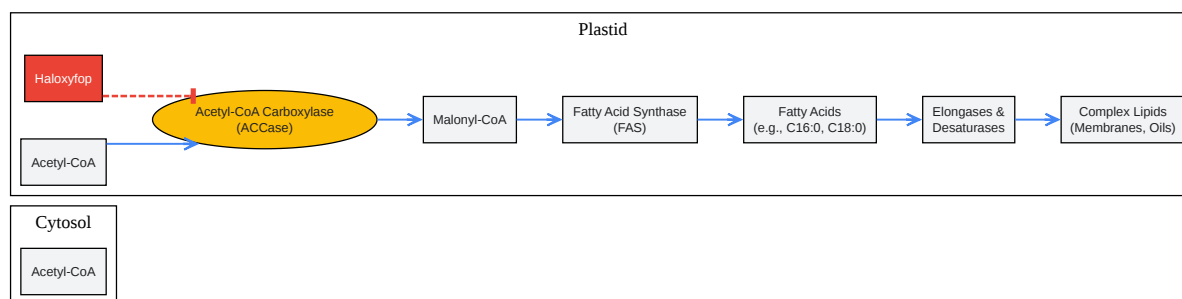 Plastid
Haloxyfop
Acetyl-CoA
Acetyl-CoA Carboxylase
(ACCase)
Malonyl-CoA
Fatty Acid Synthase
(FAS)
Fatty Acids
(e.g., C16:0, C18:0)
Elongases &
Desaturases
Complex Lipids
(Membranes, Oils)
Cytosol
Acetyl-CoA